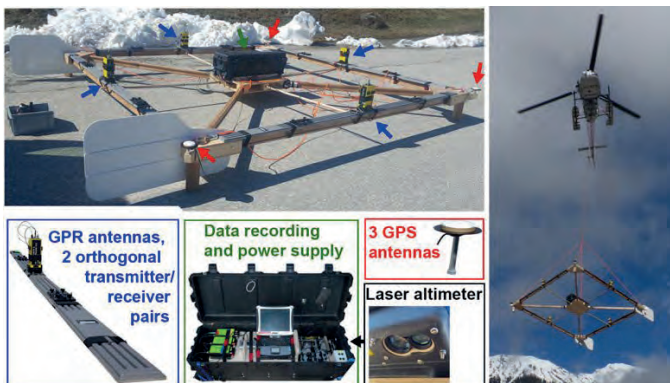 GPR antennas,
2 orthogonal
transmitter/
receiver
pairs
Data recording
and power supply
3 GPS
antennas
Laser altimeter